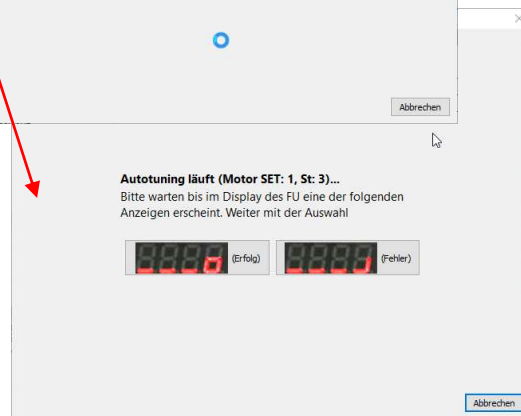 Abbrechen
Autotuning läuft (Motor SET: 1, St: 3)...
Bitte warten bis im Display des FU eine der folgenden
Anzeigen erscheint. Weiter mit der Auswahl
(Erfolg)
(Fehler)
Abbrechen